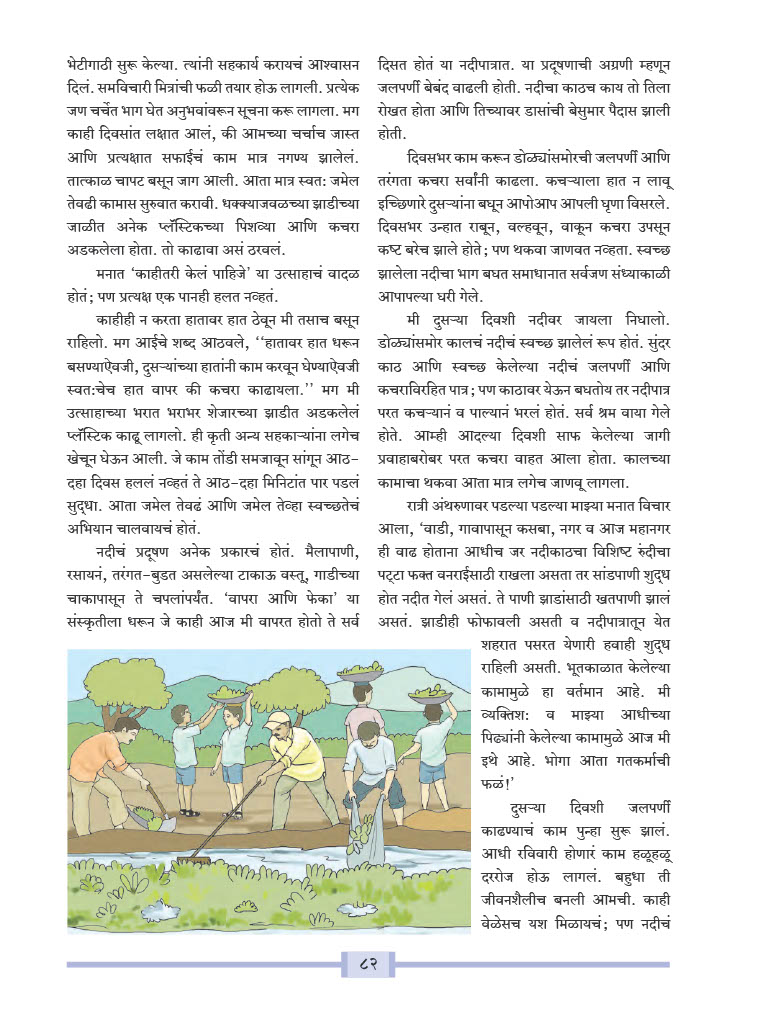 भेटीगाठी सुरू केल्या. त्यांनी सहकार्य करायचं आश्वासन
दिलं. समविचारी मित्रांची फळी तयार होऊ लागली. प्रत्येक
जण चर्चेत भाग घेत अनुभवांवरून सूचना करू लागला. मग
काही दिवसांत लक्षात आलं, की आमच्या चर्चाच जास्त
आणि प्रत्यक्षात सफाईचं काम मात्र नगण्य झालेलं.
तात्काळ चापट बसून जाग आली. आता मात्र स्वत: जमेल
तेवढी कामास सुरुवात करावी. धक्क्याजवळच्या झाडीच्या
जाळीत अनेक प्लॅस्टिकच्या पिशव्या आणि कचरा
अडकलेला होता. तो काढावा असं ठरवलं.
मनात ‘काहीतरी केलं पाहिजे’ या उत्साहाचं वादळ
होतं; पण प्रत्यक्ष एक पानही हलत नव्हतं.
काहीही न करता हातावर हात ठेवून मी तसाच बसून
राहिलो. मग आईचे शब्द आठवले, ‘‘हातावर हात धरून
बसण्याऐवजी, दुसऱ्यांच्या हातांनी काम करवून घेण्याऐवजी
स्वत:चेच हात वापर की कचरा काढायला.’’ मग मी
उत्साहाच्या भरात भराभर शेजारच्या झाडीत अडकलेलं
प्लॅस्टिक काढू लागलो. ही कृती अन्य सहकाऱ्यांना लगेच
खेचून घेऊन आली. जे काम तोंडी समजावून सांगून आठ-
दहा दिवस हललं नव्हतं ते आठ-दहा मिनिटांत पार पडलं
सुद्धा. आता जमेल तेवढं आणि जमेल तेव्हा स्वच्छतेचं
अभियान चालवायचं होतं.
नदीचं प्रदूषण अनेक प्रकारचं होतं. मैलापाणी,
रसायनं, तरंगत-बुडत असलेल्या टाकाऊ वस्तू, गाडीच्या
चाकापासून ते चपलांपर्यंत. ‘वापरा आणि फेका’ या
संस्कृतीला धरून जे काही आज मी वापरत होतो ते सर्व
दिसत होतं या नदीपात्रात. या प्रदूषणाची अग्रणी म्हणून
जलपर्णी बेबंद वाढली होती. नदीचा काठच काय तो तिला
रोखत होता आणि तिच्यावर डासांची बेसुमार पैदास झाली
होती.
दिवसभर काम करून डोळ्यांसमोरची जलपर्णी आणि
तरंगता कचरा सर्वांनी काढला. कचऱ्याला हात न लावू
इच्छिणारे दुसऱ्यांना बघून आपोआप आपली घृणा विसरले.
दिवसभर उन्हात राबून, वल्हवून, वाकून कचरा उपसून
कष्ट बरेच झाले होते; पण थकवा जाणवत नव्हता. स्वच्छ
झालेला नदीचा भाग बघत समाधानात सर्वजण संध्याकाळी
आपापल्या घरी गेले.
मी दुसऱ्या दिवशी नदीवर जायला निघालो.
डोळ्यांसमोर कालचं नदीचं स्वच्छ झालेलं रूप होतं. सुंदर
काठ आणि स्वच्छ केलेल्या नदीचं जलपर्णी आणि
कचराविरहित पात्र; पण काठावर येऊन बघतोय तर नदीपात्र
परत कचऱ्यानं व पाल्यानं भरलं होतं. सर्व श्रम वाया गेले
होते. आम्ही आदल्या दिवशी साफ केलेल्या जागी
प्रवाहाबरोबर परत कचरा वाहत आला होता. कालच्या
कामाचा थकवा आता मात्र लगेच जाणवू लागला.
रात्री अंथरुणावर पडल्या पडल्या माझ्या मनात विचार
आला, ‘वाडी, गावापासून कसबा, नगर व आज महानगर
ही वाढ होताना आधीच जर नदीकाठचा विशिष्ट रुंदीचा
पट्टा फक्त वनराईसाठी राखला असता तर सांडपाणी शुद्ध
होत नदीत गेलं असतं. ते पाणी झाडांसाठी खतपाणी झालं
असतं. झाडीही फोफावली असती व नदीपात्रातून येत
शहरात पसरत येणारी हवाही शुद्ध
राहिली असती. भूतकाळात केलेल्या
कामामुळे हा वर्तमान आहे. मी
व्यक्तिश: व माझ्या आधीच्या
पिढ्यांनी केलेल्या कामामुळे आज मी
इथे आहे. भोगा आता गतकर्माची
फळं!’
दुसऱ्या दिवशी जलपर्णी
काढण्याचं काम पुन्हा सुरू झालं.
आधी रविवारी होणारं काम हळूहळू
दररोज होऊ लागलं. बहुधा ती
जीवनशैलीच बनली आमची. काही
वेळेसच यश मिळायचं; पण नदीचं
८२